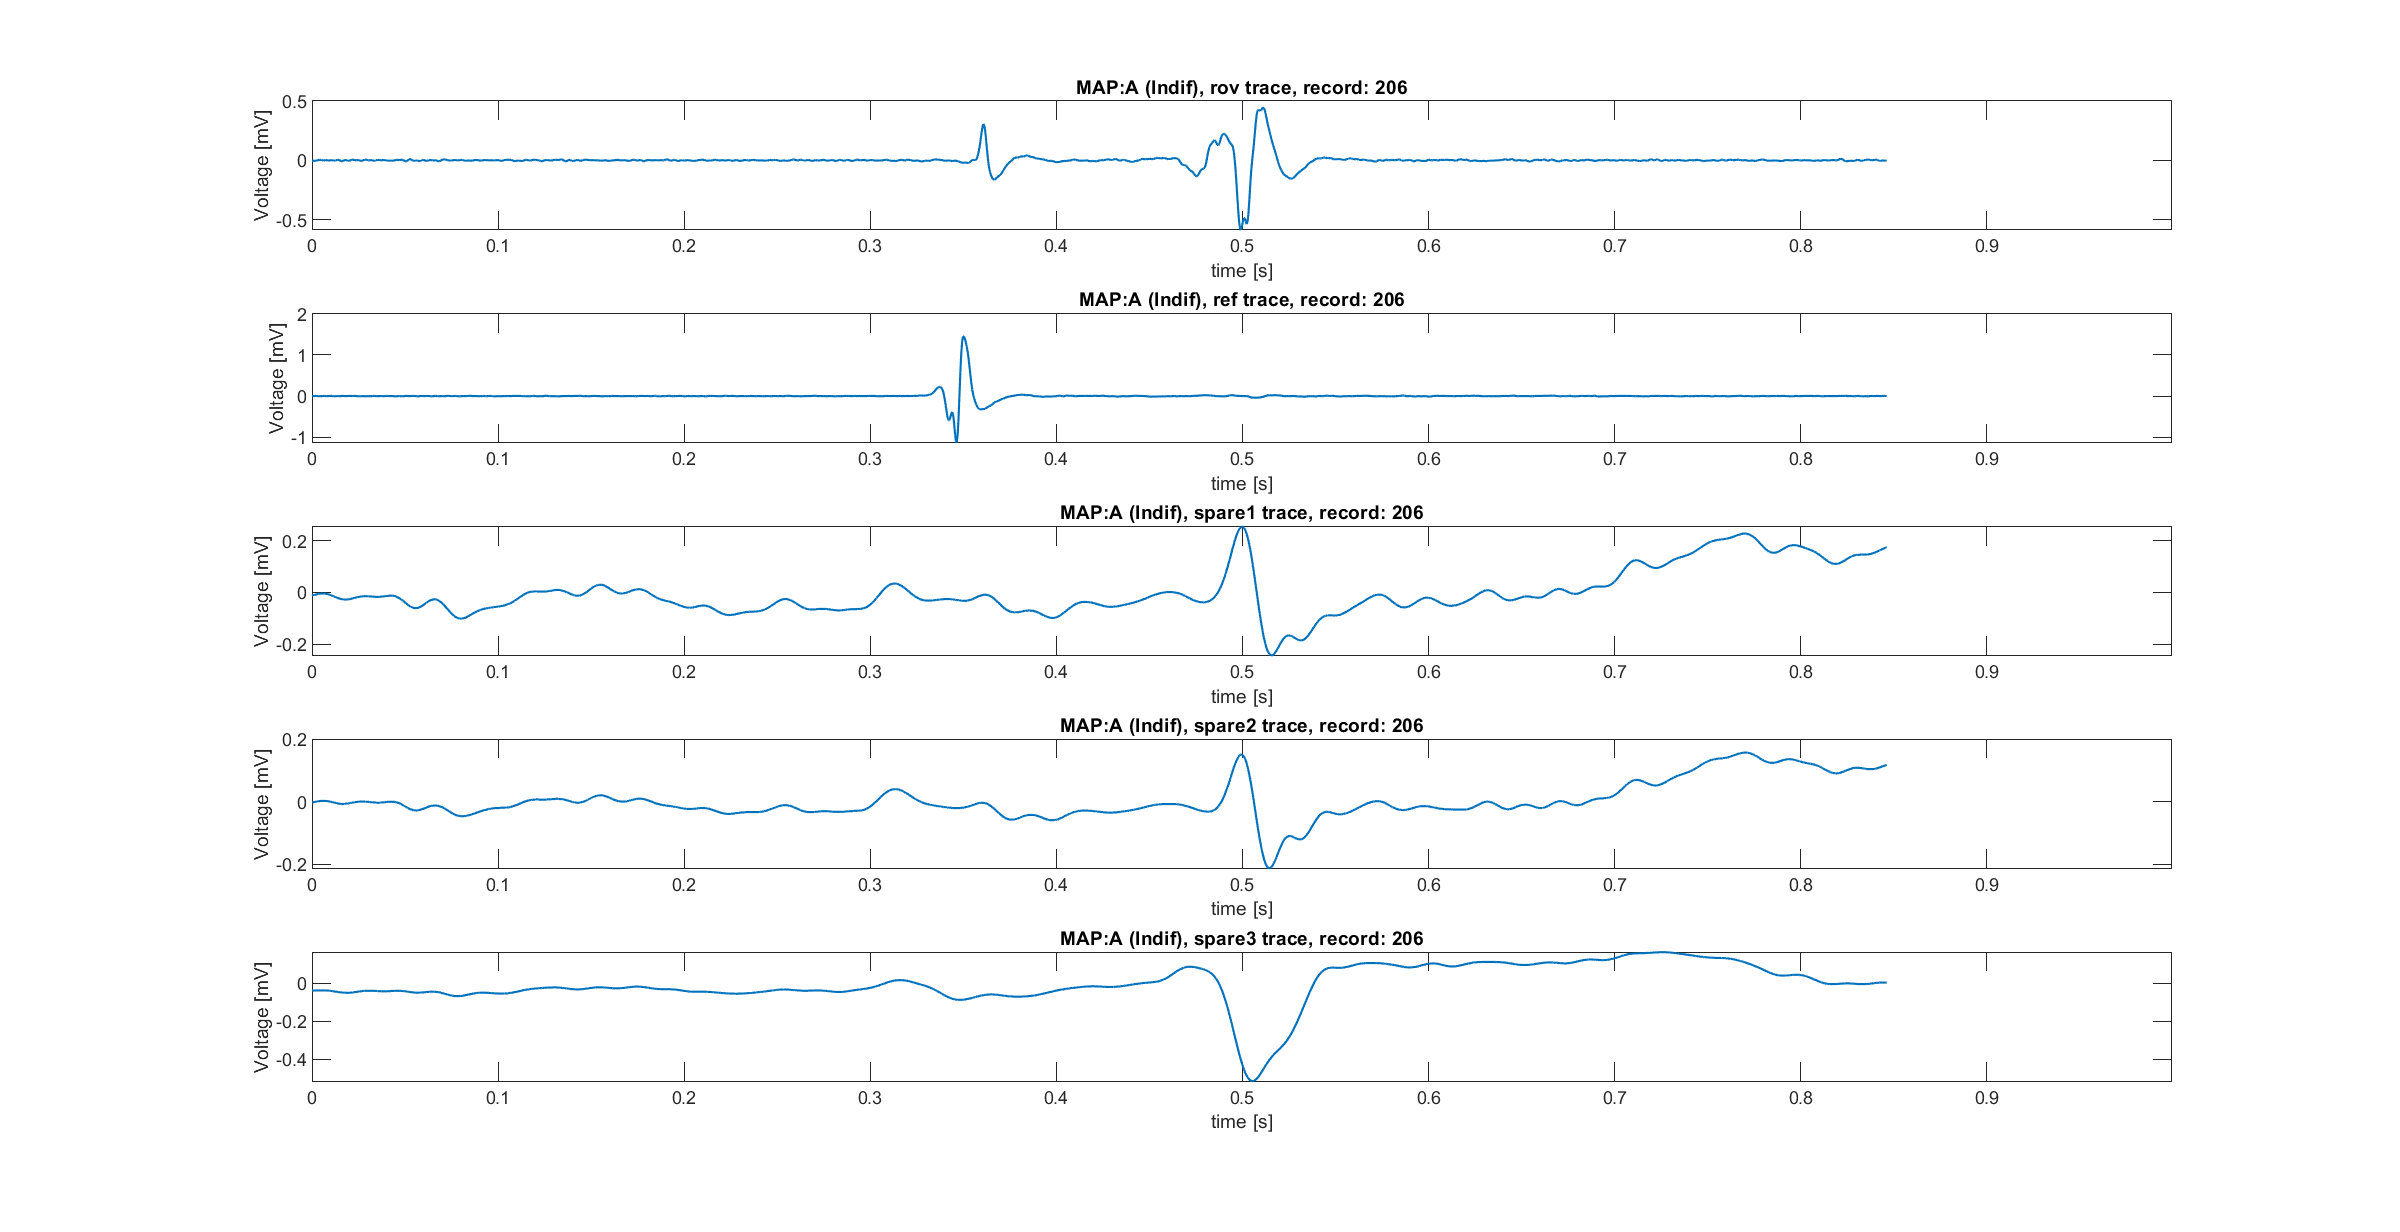 MAP:A (Indif), rov trace, record: 206
Voltage [mV]
0.5
0
-0.5
0 0.1 0.2 0.3 0.4 0.5 0.6 0.7 0.8 0.9
time [s]
MAP:A (Indif), ref trace, record: 206
Voltage [mV]
2
1
0
-1
0 0.1 0.2 0.3 0.4 0.5 0.6 0.7 0.8 0.9
time [s]
MAP:A (Indif), spare1 trace, record: 206
Voltage [mV]
0.2
0
-0.2
0 0.1 0.2 0.3 0.4 0.5 0.6 0.7 0.8 0.9
time [s]
MAP:A (Indif), spare2 trace, record: 206
Voltage [mV]
0.2
0
-0.2
0 0.1 0.2 0.3 0.4 0.5 0.6 0.7 0.8 0.9
time [s]
MAP:A (Indif), spare3 trace, record: 206
Voltage [mV]
0
-0.2
-0.4
0 0.1 0.2 0.3 0.4 0.5 0.6 0.7 0.8 0.9
time [s]